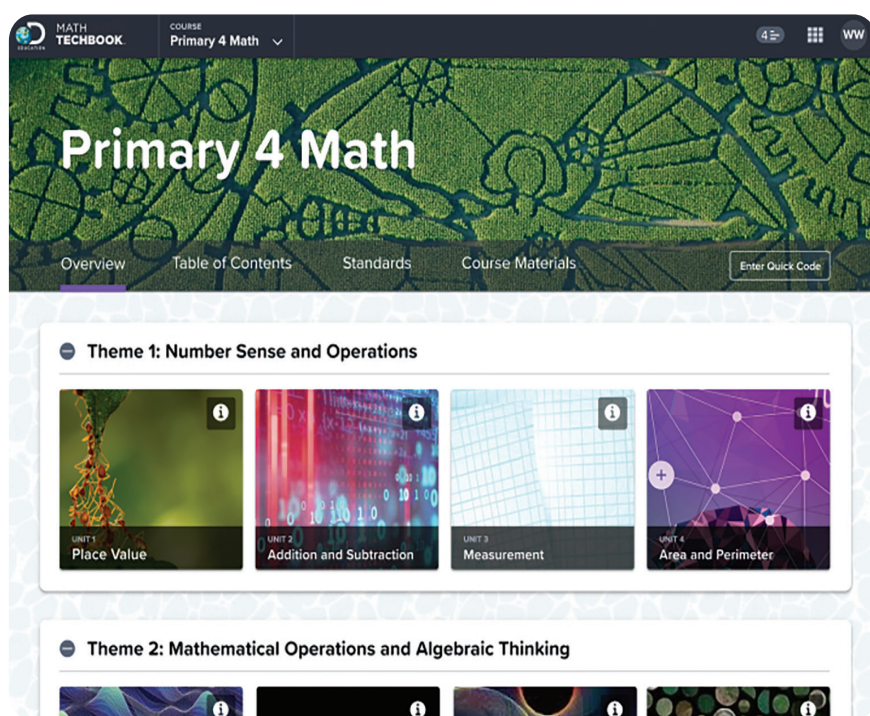 MATH
TECHBOOK
EDUCATION
COURSE
Primary 4 Math
4
WW
Primary 4 Math
Overview
Table of Contents
Standards
Course Materials
Enter Quick Code
Theme 1: Number Sense and Operations
UNIT 1
Place Value
UNIT 2
Addition and Subtraction
UNIT 3
Measurement
UNIT 4
Area and Perimeter
Theme 2: Mathematical Operations and Algebraic Thinking